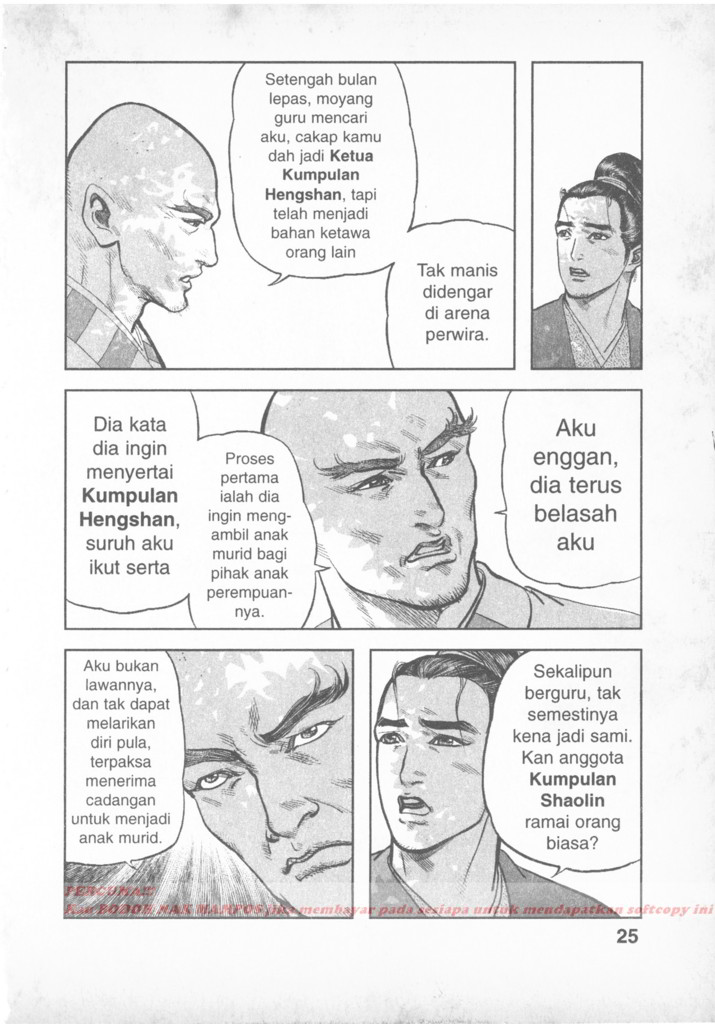 Setengah bulan
lepas, moyang
guru mencari
aku, cakap kamu
dah jadi Ketua
Kumpulan
Hengshan, tapi
telah menjadi
bahan ketawa
orang lain
Tak manis
didengar
di arena
perwira.
Dia kata
dia ingin
menyertai
Kumpulan
Hengshan,
suruh aku
ikut serta
Proses
pertama
ialah dia
ingin meng-
ambil anak
murid bagi
pihak anak
perempuan-
nya.
Aku
enggan,
dia terus
belasah
aku
Aku bukan
lawannya,
dan tak dapat
melarikan
diri pula,
terpaksa
menerima
cadangan
untuk menjadi
anak murid.
Sekalipun
berguru, tak
semestinya
kena jadi sami.
Kan anggota
Kumpulan
Shaolin
ramai orang
biasa?
PERCUMA!!!
Kau BODOH NAK MAMPOS jika membayar pada sesiapa untuk mendapatkan softcopy ini
25